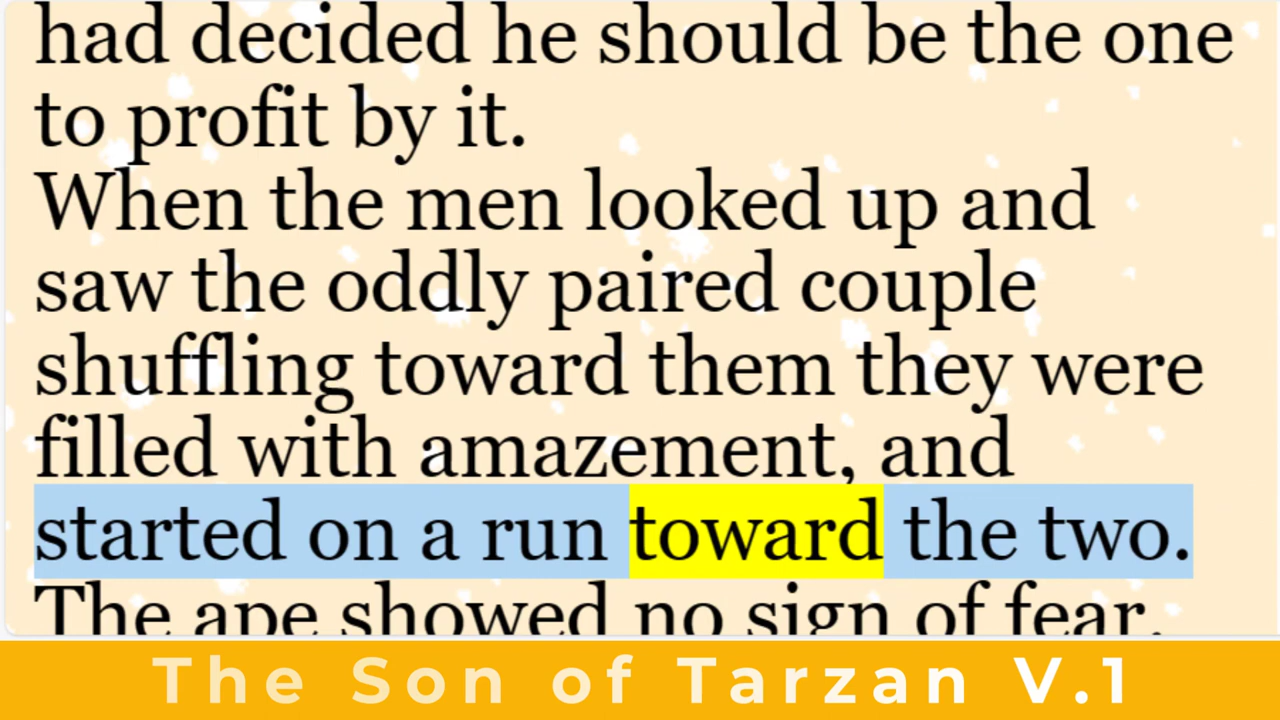 had decided he should be the one
to profit by it.
When the men looked up and
saw the oddly paired couple
shuffling toward them they were
filled with amazement, and
started on a run toward the two.
The ape showed no sign of fear.
The Son of Tarzan V.1